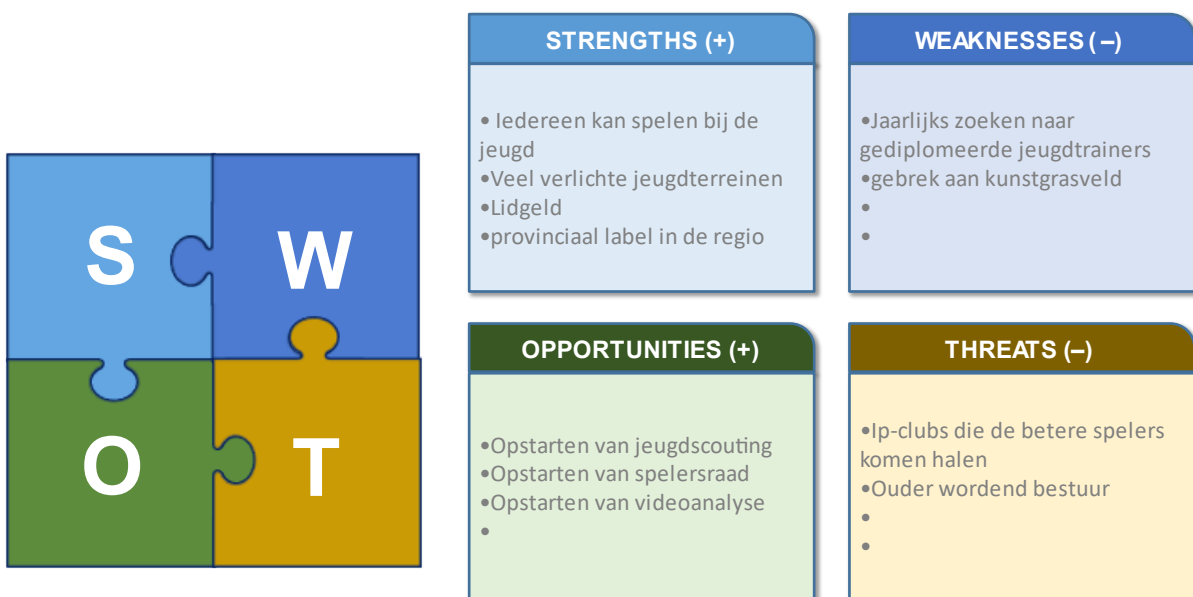 S
W
O
T
STRENGTHS (+)
• Iedereen kan spelen bij de
jeugd
•Veel verlichte jeugdterreinen
•Lidgeld
•provinciaal label in de regio
WEAKNESSES (–)
•Jaarlijks zoeken naar
gediplomeerde jeugdtrainers
•gebrek aan kunstgrasveld
•
•
OPPORTUNITIES (+)
•Opstarten van jeugdscouting
•Opstarten van spelersraad
•Opstarten van videoanalyse
•
THREATS (–)
•Ip-clubs die de betere spelers
komen halen
•Ouder wordend bestuur
•
•